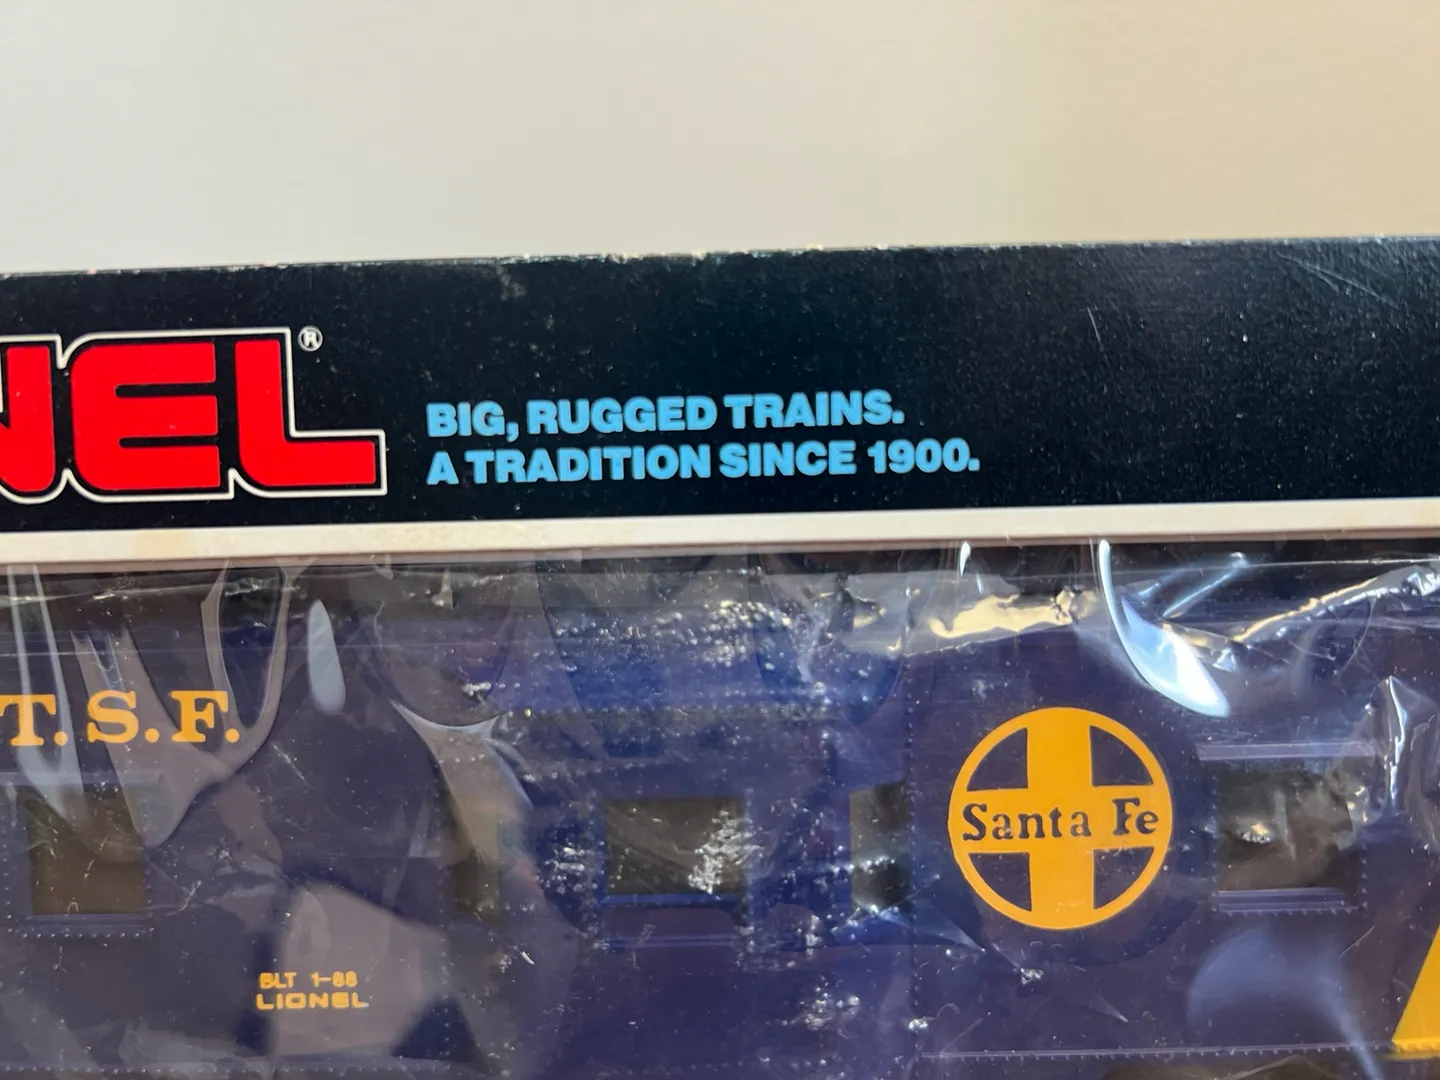 NEL®
BIG, RUGGED TRAINS.
A TRADITION SINCE 1900.
T.S.F.
Santa Fe
BLT 1-88
LIONEL